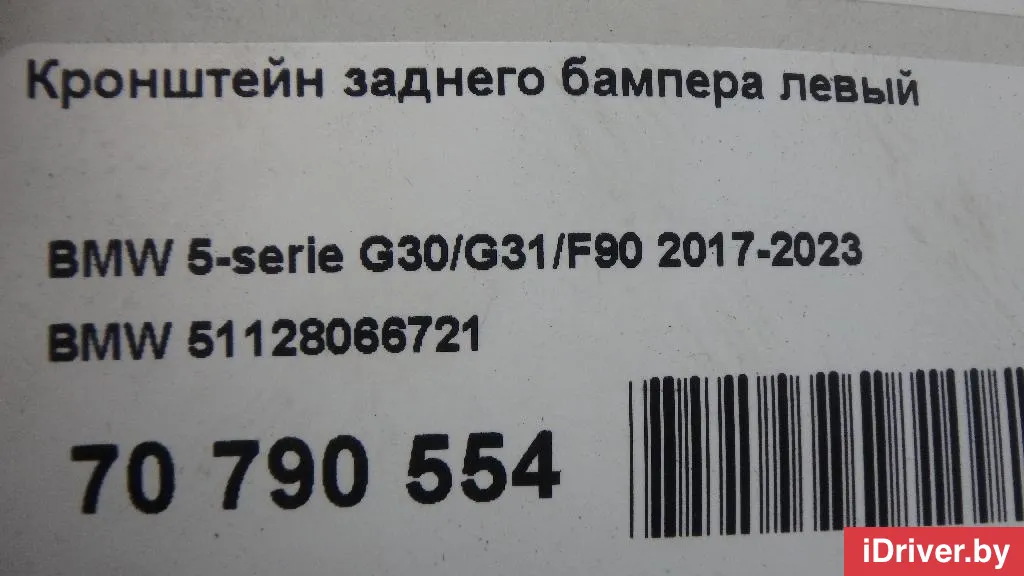 Кронштейн заднего бампера левый
BMW 5-serie G30/G31/F90 2017-2023
BMW 51128066721
70 790 554
iDriver.by